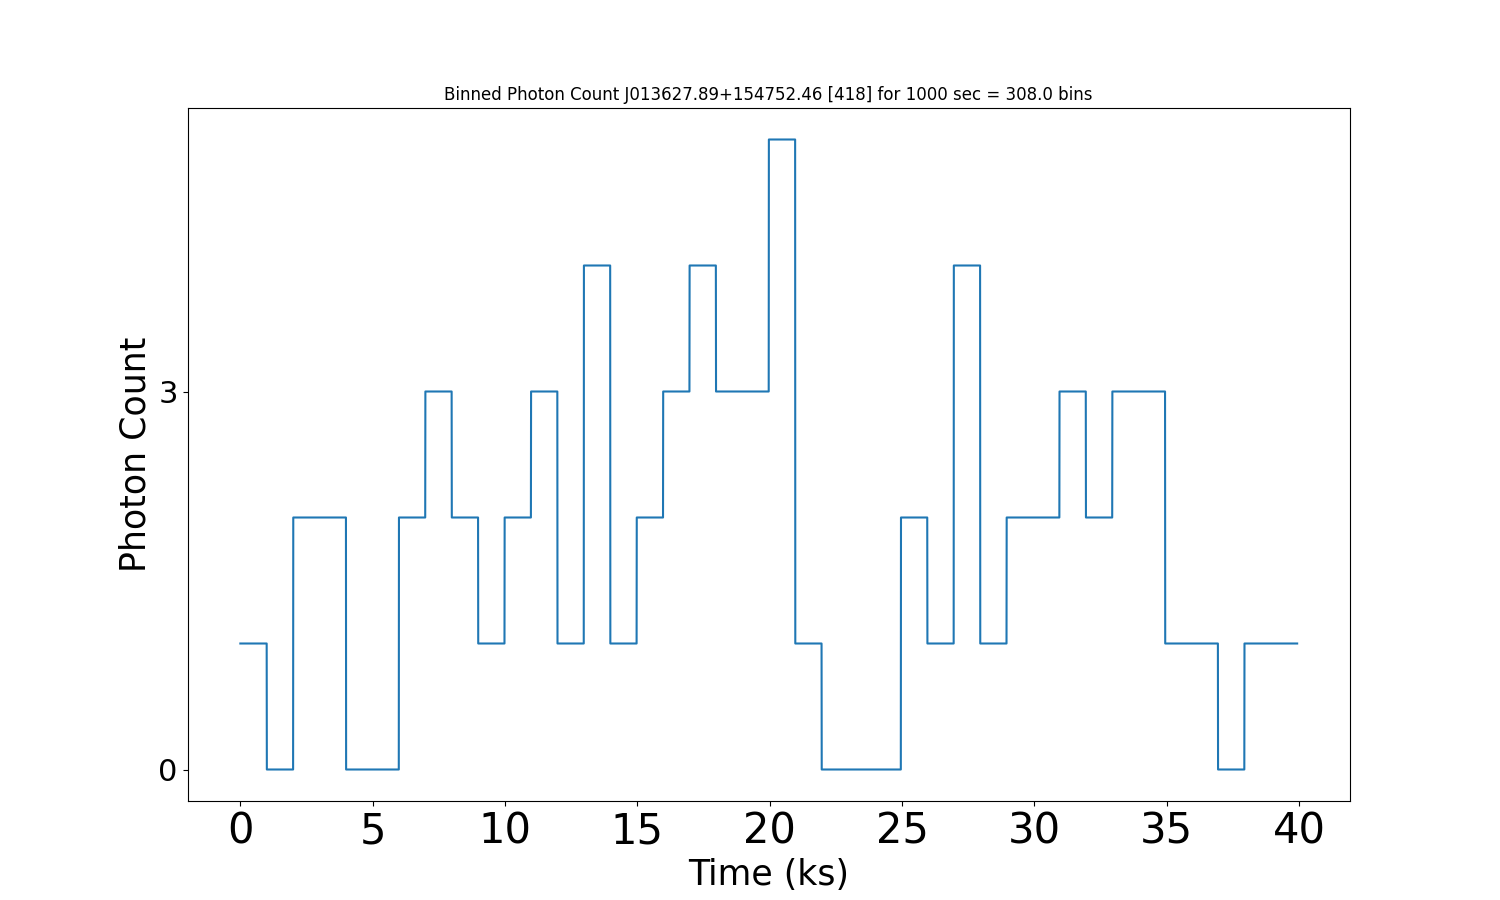 Binned Photon Count J013627.89+154752.46 [418] for 1000 sec = 308.0 bins
Photon Count
3
0
0 5 10 15 20 25 30 35 40
Time (ks)